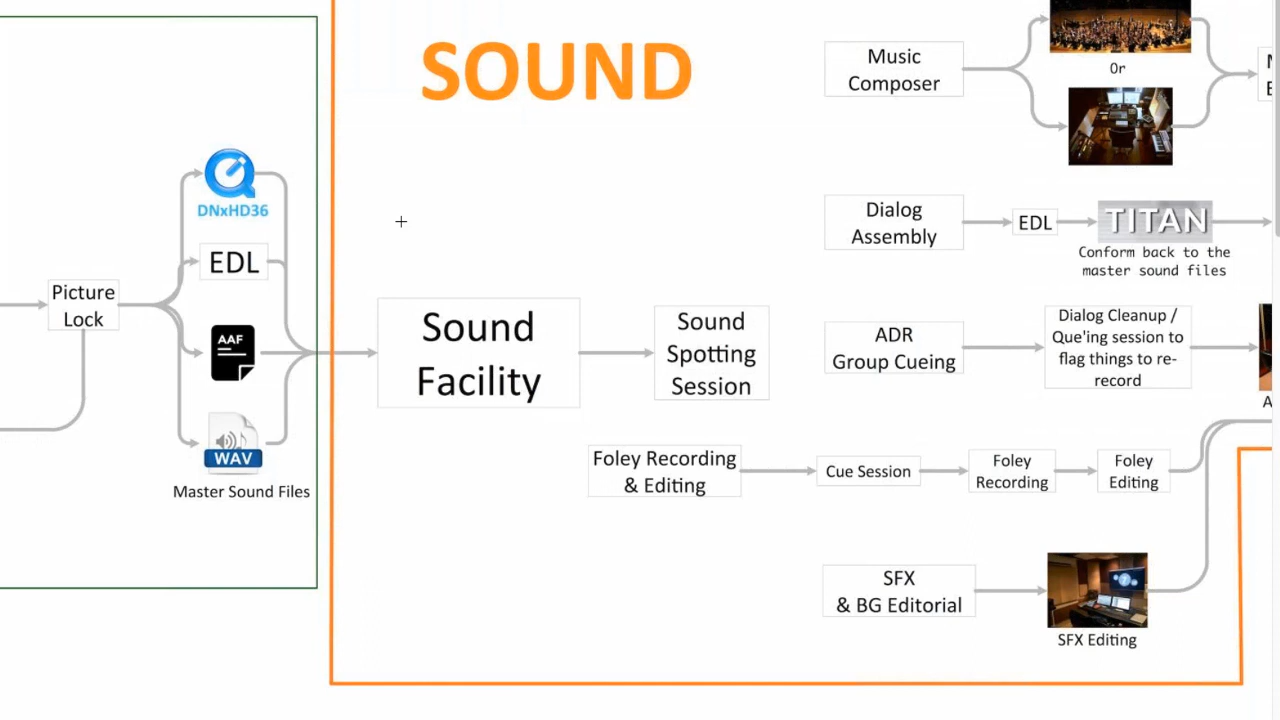 SOUND
Music
Composer
Or
DNxHD36
EDL
Picture
Lock
AAF
WAV
Master Sound Files
Sound
Facility
Sound
Spotting
Session
Dialog
Assembly
EDL
TITAN
Conform back to the
master sound files
ADR
Group Cueing
Dialog Cleanup /
Que'ing session to
flag things to re-
record
Foley Recording
& Editing
Cue Session
Foley
Recording
Foley
Editing
SFX
& BG Editorial
SFX Editing